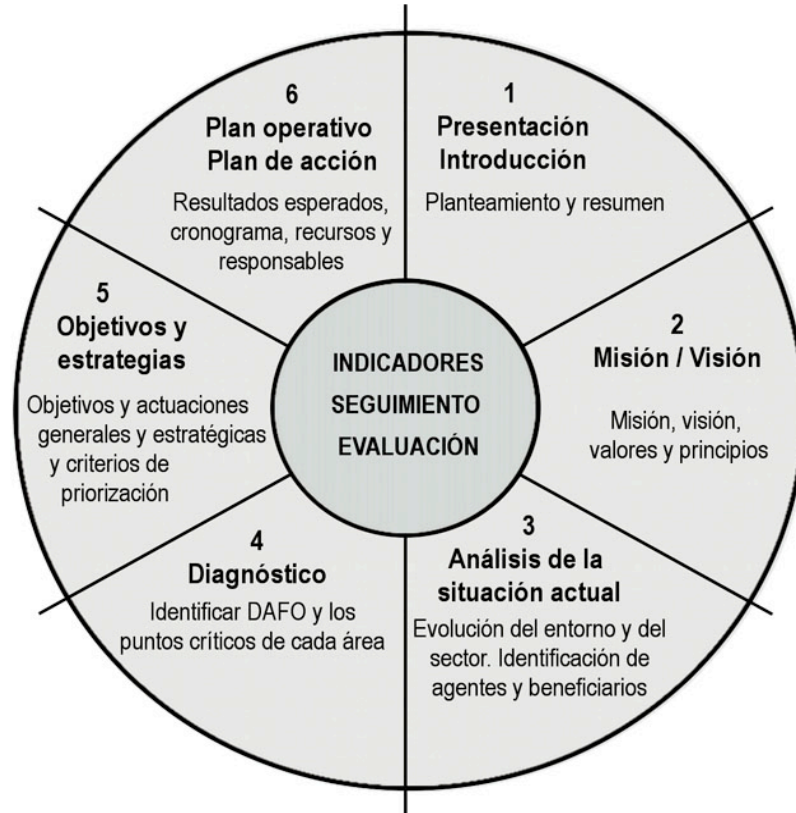 1
Presentación
Introducción
Planteamiento y resumen
2
Misión / Visión
Misión, visión,
valores y principios
3
Análisis de la
situación actual
Evolución del entorno y del
sector. Identificación de
agentes y beneficiarios
4
Diagnóstico
Identificar DAFO y los
puntos críticos de cada área
5
Objetivos y
estrategias
Objetivos y actuaciones
generales y estratégicas
y criterios de
priorización
6
Plan operativo
Plan de acción
Resultados esperados,
cronograma, recursos y
responsables
INDICADORES
SEGUIMIENTO
EVALUACIÓN